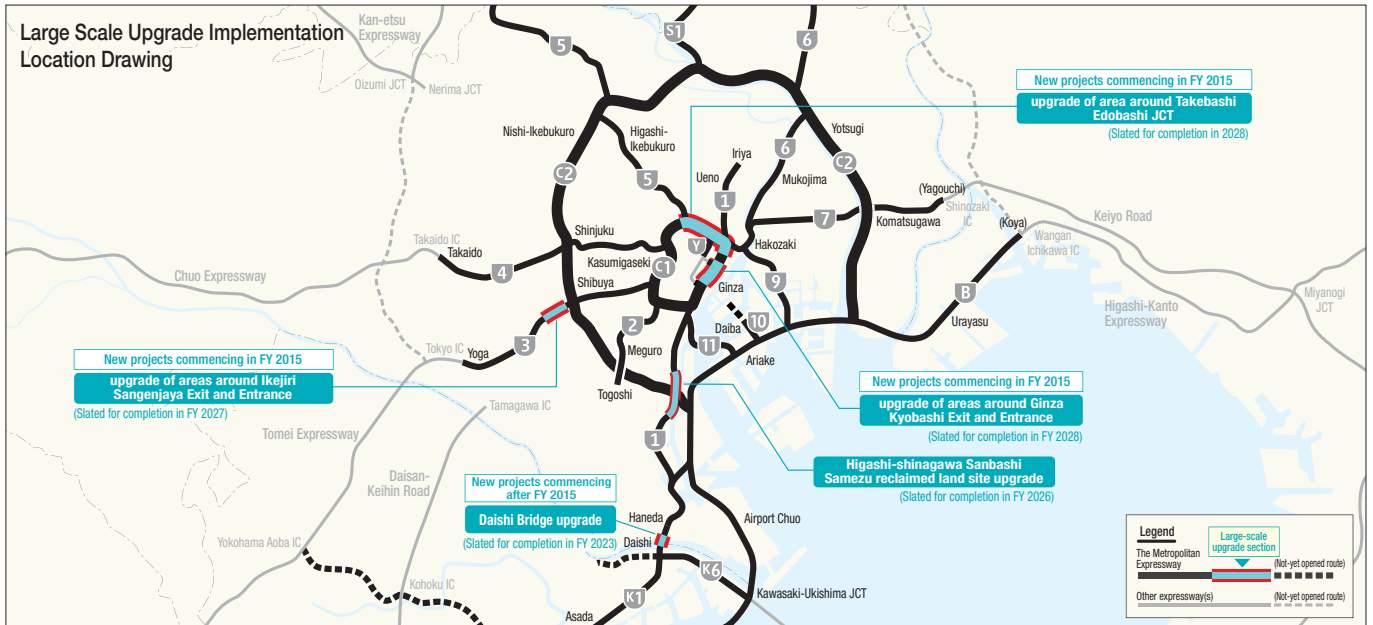 Large Scale Upgrade Implementation
Location Drawing
Kan-etsu
Expressway
Oizumi JCT
Nerima JCT
5
S1
6
New projects commencing in FY 2015
upgrade of area around Takebashi
Edobashi JCT
(Slated for completion in 2028)
Nishi-Ikebukuro
Higashi-
Ikebukuro
Iriya
Ueno
6
Yotsugi
C2
C2
5
1
Mukojima
(Yagouchi)
Shinozaki
IC
Komatsugawa
7
(Koya)
Keiyo Road
Wangan
Ichikawa IC
Takaido IC
Takaido
Shinjuku
Kasumigaseki
Y
Hakozaki
Chuo Expressway
4
C1
9
Shibuya
Ginza
B
Miyanogi
JCT
Higashi-Kanto
Expressway
Urayasu
10
Daiba
2
3
11
Ariake
Tokyo IC
Yoga
Meguro
Togoshi
New projects commencing in FY 2015
upgrade of areas around Ikejiri
Sangenjaya Exit and Entrance
(Slated for completion in FY 2027)
New projects commencing in FY 2015
upgrade of areas around Ginza
Kyobashi Exit and Entrance
(Slated for completion in FY 2028)
Tamagawa IC
Tomei Expressway
1
Higashi-shinagawa Sanbashi
Samezu reclaimed land site upgrade
(Slated for completion in FY 2026)
Daisan-
Keihin Road
New projects commencing
after FY 2015
Daishi Bridge upgrade
(Slated for completion in FY 2023)
Haneda
Daishi
Airport Chuo
Yokohama Aoba IC
Kohoku IC
K6
K1
Kawasaki-Ukishima JCT
Asada
Legend
Large-scale
upgrade section
The Metropolitan
Expressway
(Not-yet opened route)
Other expressway(s)
(Not-yet opened route)